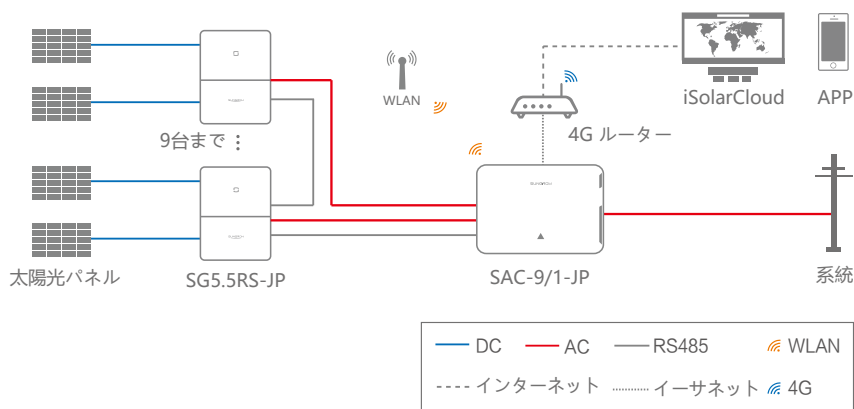 WLAN
iSolarCloud
APP
4G ルーター
9台まで
SUNGROW
太陽光パネル
SG5.5RS-JP
SAC-9/1-JP
系統
DC
AC
RS485
WLAN
インターネット
イーサネット
4G